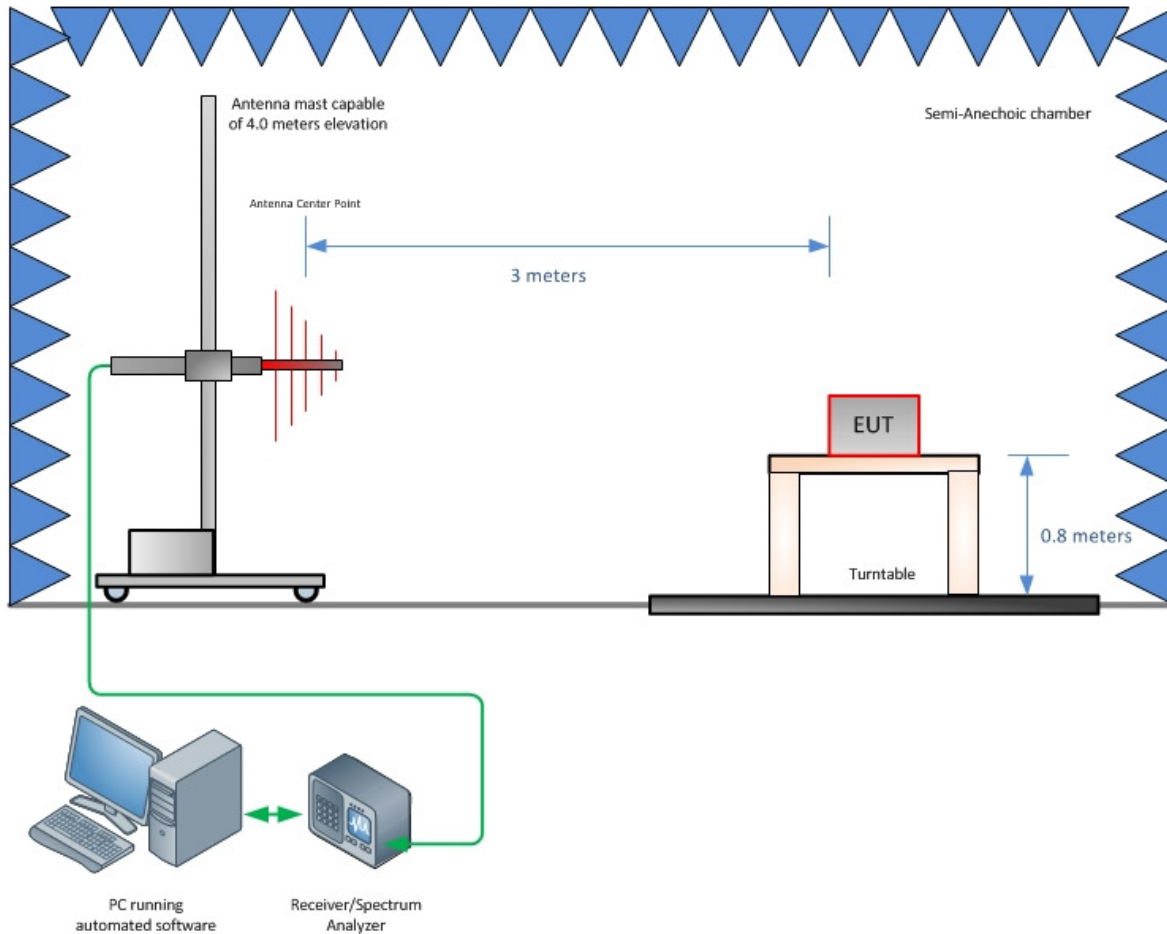 Antenna mast capable
of 4.0 meters elevation
Semi-Anechoic chamber
Antenna Center Point
3 meters
EUT
0.8 meters
Turntable
PC running
automated software
Receiver/Spectrum
Analyzer